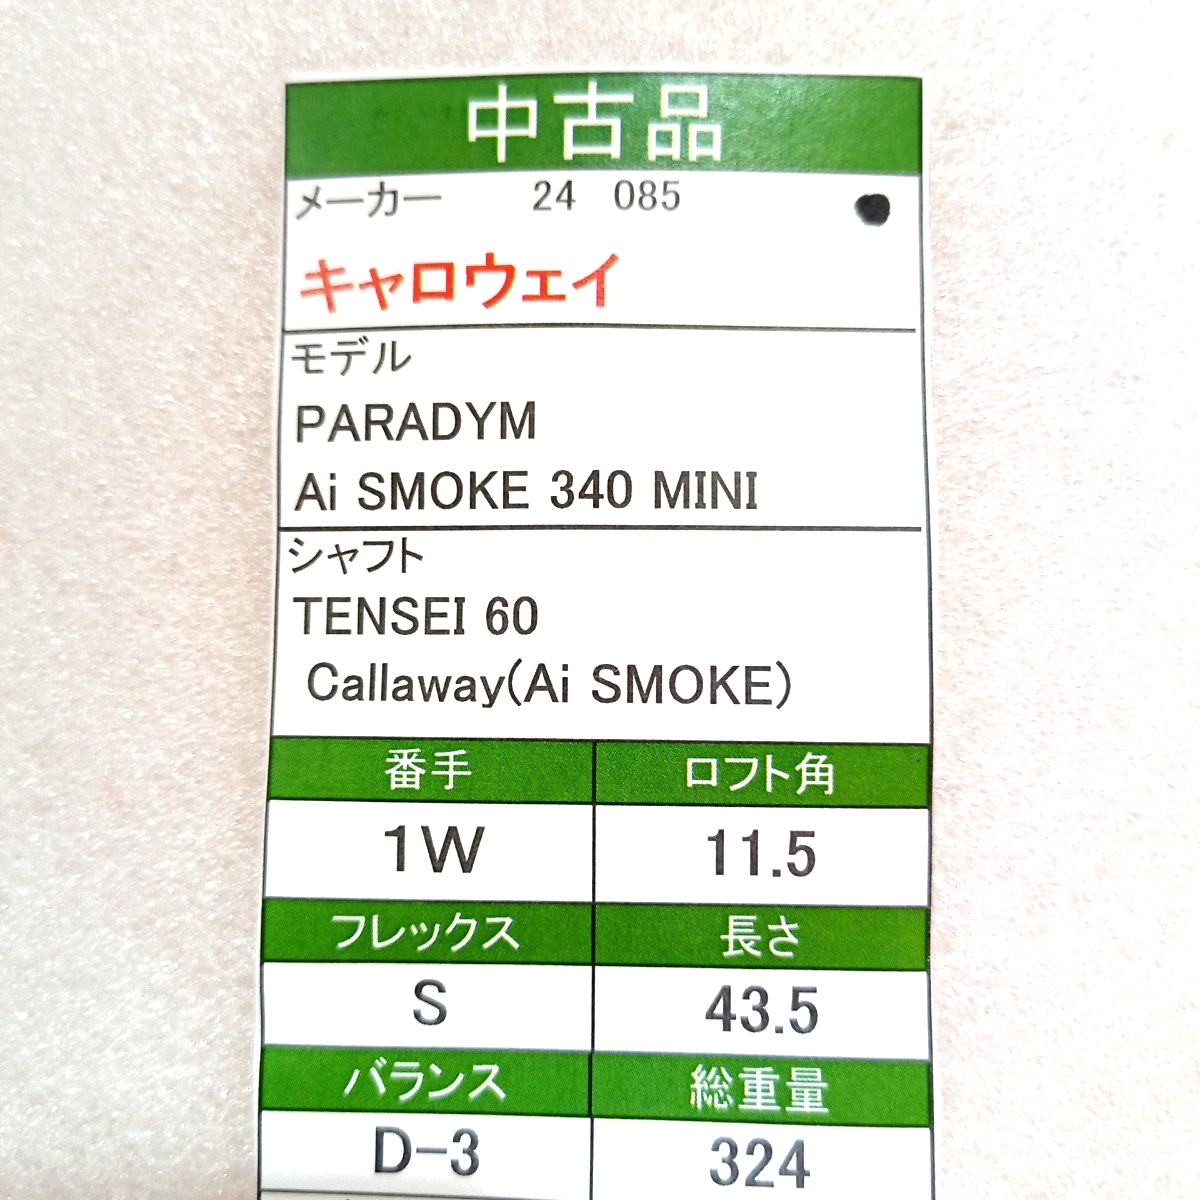 中古品
メーカー 24 085
キャロウェイ
モデル
PARADYM
Ai SMOKE 340 MINI
シャフト
TENSEI 60
Callaway(Ai SMOKE)
番手 ロフト角
1W 11.5
フレックス 長さ
S 43.5
バランス 総重量
D-3 324